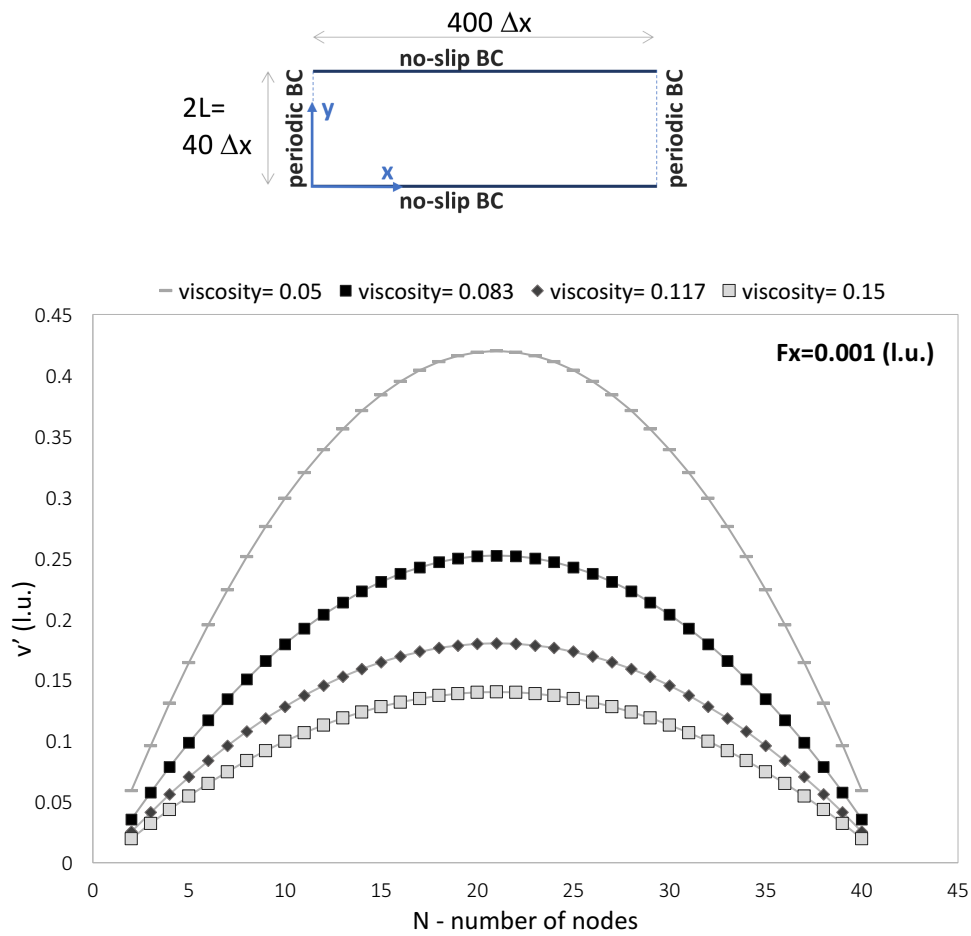 400 Δx
no-slip BC
periodic BC
2L=
40 Δx
y
x
periodic BC
no-slip BC
viscosity= 0.05 viscosity= 0.083 viscosity= 0.117 viscosity= 0.15
Fx=0.001 (l.u.)
v' (l.u.)
0.45
0.4
0.35
0.3
0.25
0.2
0.15
0.1
0.05
0
0 5 10 15 20 25 30 35 40 45
N - number of nodes